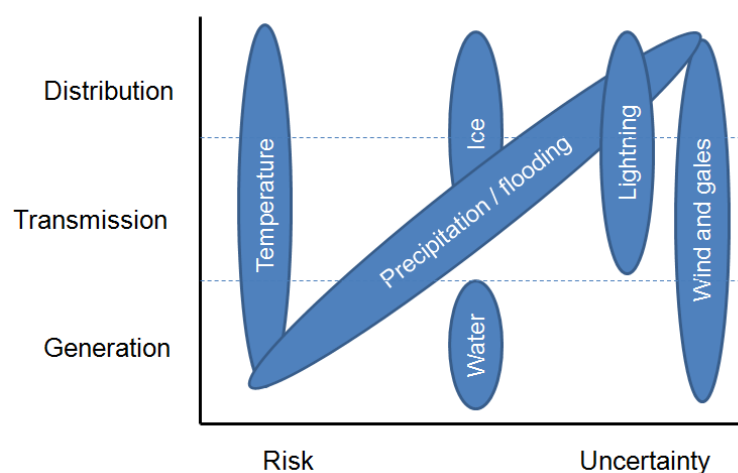 Distribution
Transmission
Generation
Temperature
Ice
Precipitation / flooding
Water
Lightning
Wind and gales
Risk
Uncertainty